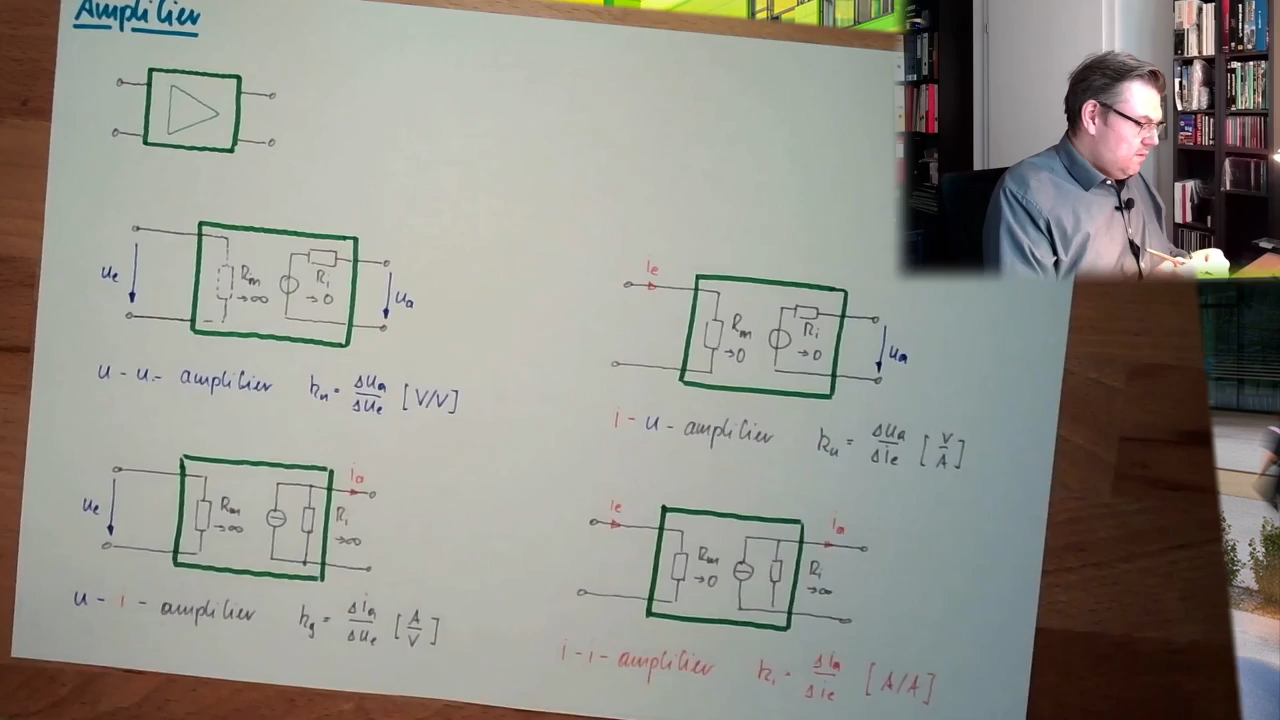 Amplifier
ue
Rm
→∞
Ri
→0
ua
u - u - amplifier ku = Δua/Δue [V/V]
ie
Rm
→0
Ri
→0
ua
i - u - amplifier ku = Δua/Δie [V/A]
ue
Rm
→∞
Ri
→∞
ia
u - i - amplifier kg = Δia/Δue [A/V]
ie
Rm
→0
Ri
→∞
ia
i - i - amplifier ki = Δia/Δie [A/A]